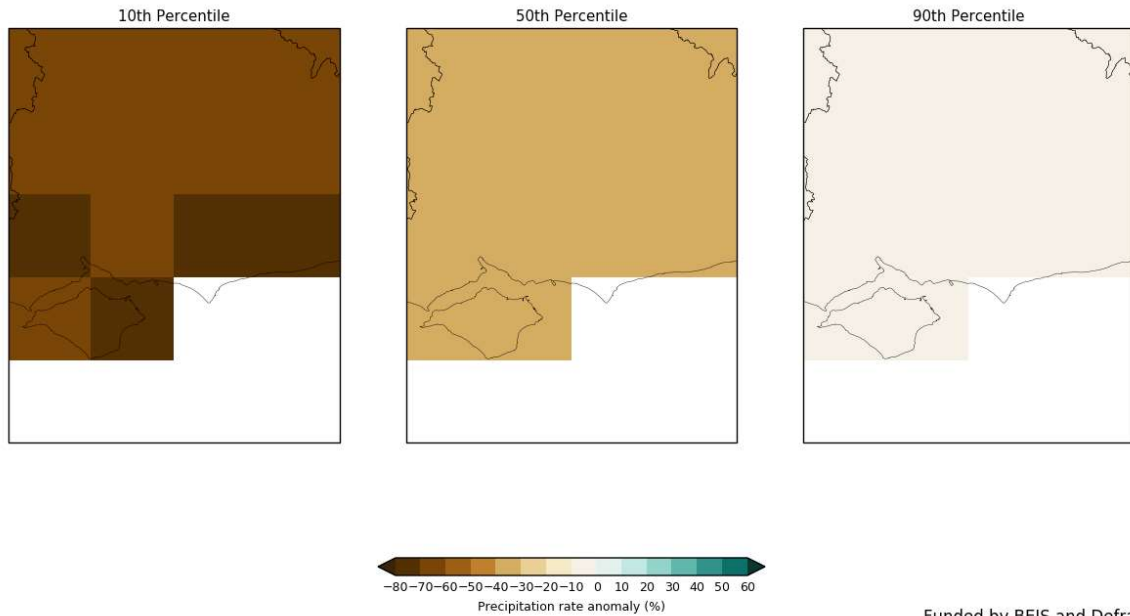 10th Percentile 50th Percentile 90th Percentile
−80−70−60−50−40−30−20−10 0 10 20 30 40 50 60
Precipitation rate anomaly (%)
Funded by BEIS and Defra